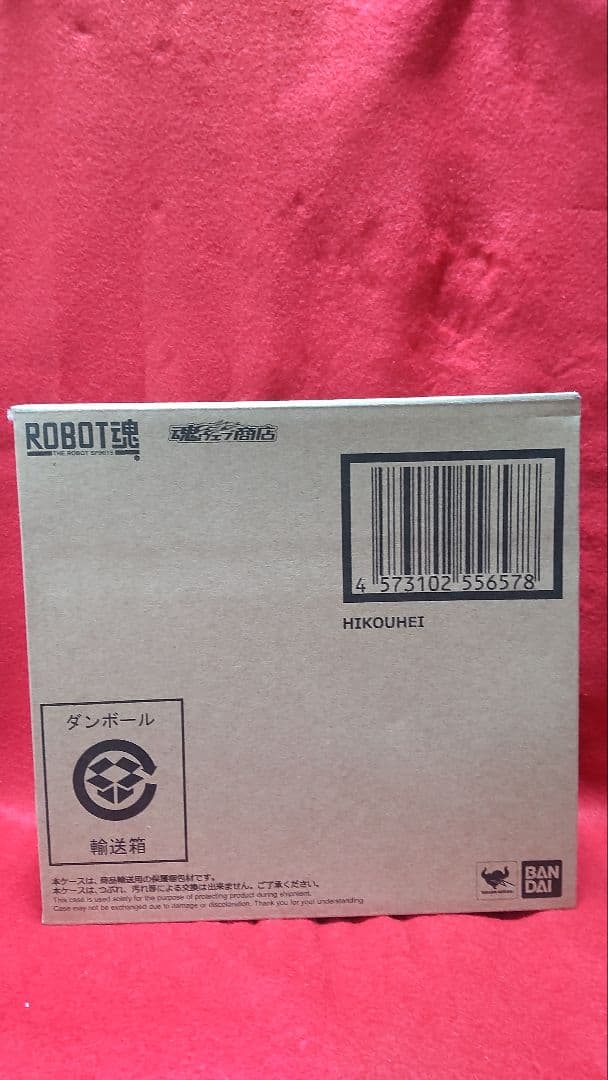 ROBOT魂
THE ROBOT SPIRITS
魂ウェブ商店
4 573102 556578
HIKOUHEI
ダンボール
輸送箱
本ケースは、商品輸送用の保護梱包材です。
本ケースは、つぶれ、汚れ等による交換は出来ません。ご了承ください。
This case is used solely for the purpose of protecting product during shipment.
Case may not be exchanged due to damage or discoloration. Thank you for your understanding.
BAN
DAI